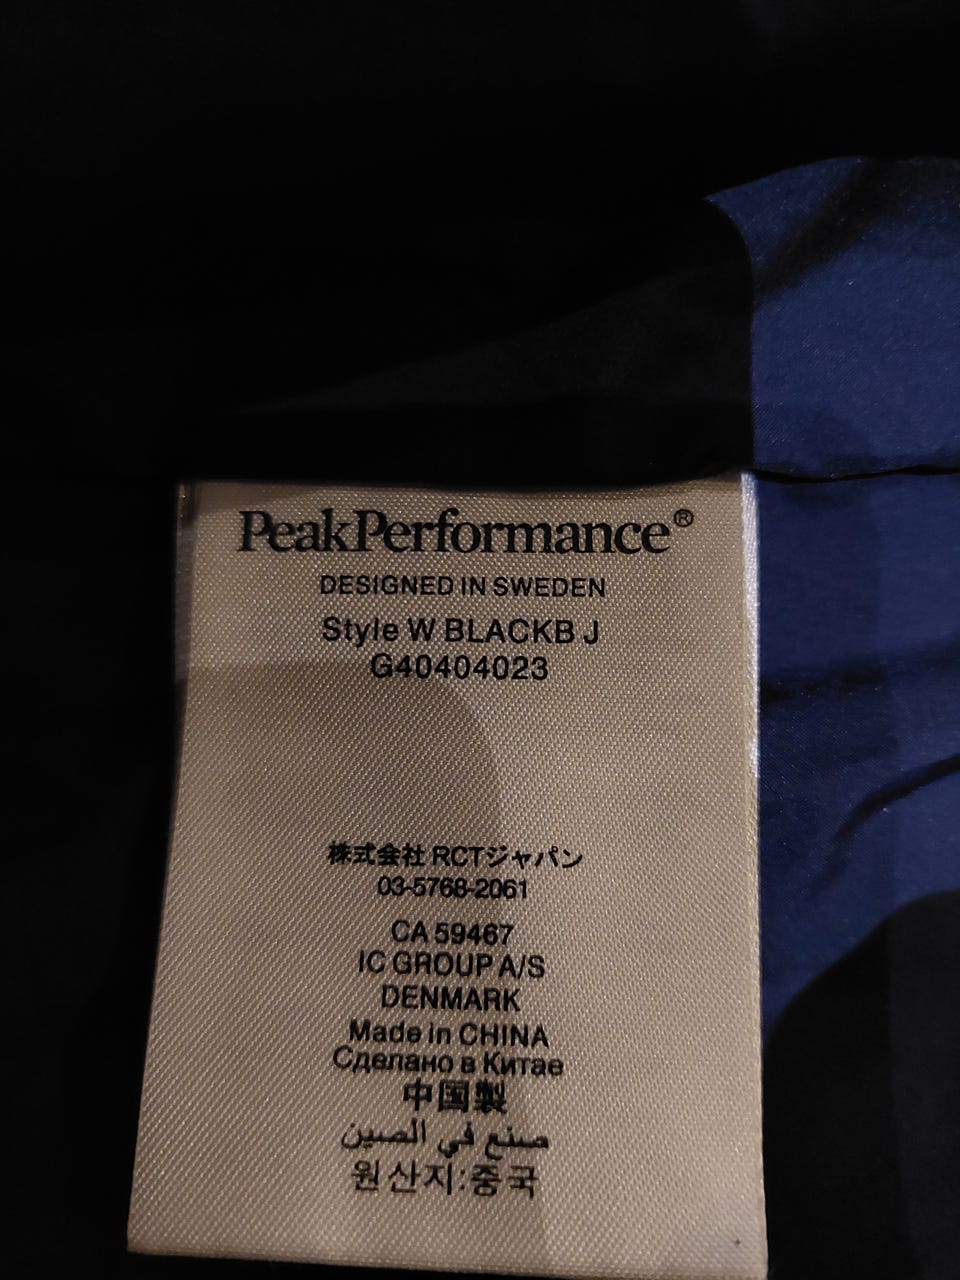 PeakPerformance®
DESIGNED IN SWEDEN
Style W BLACKB J
G40404023
株式会社 RCTジャパン
03-5768-2061
CA 59467
IC GROUP A/S
DENMARK
Made in CHINA
Сделано в Китае
中国製
صنع في الصين
원산지:중국